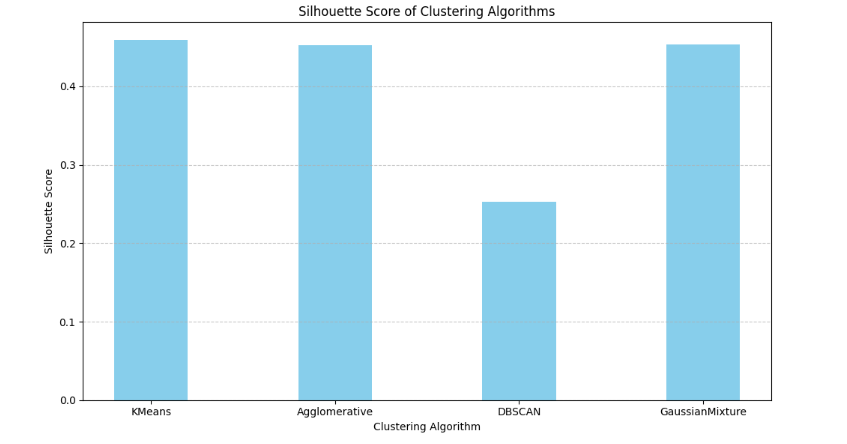 Silhouette Score of Clustering Algorithms
Silhouette Score
0.4
0.3
0.2
0.1
0.0
KMeans
Agglomerative
DBSCAN
GaussianMixture
Clustering Algorithm